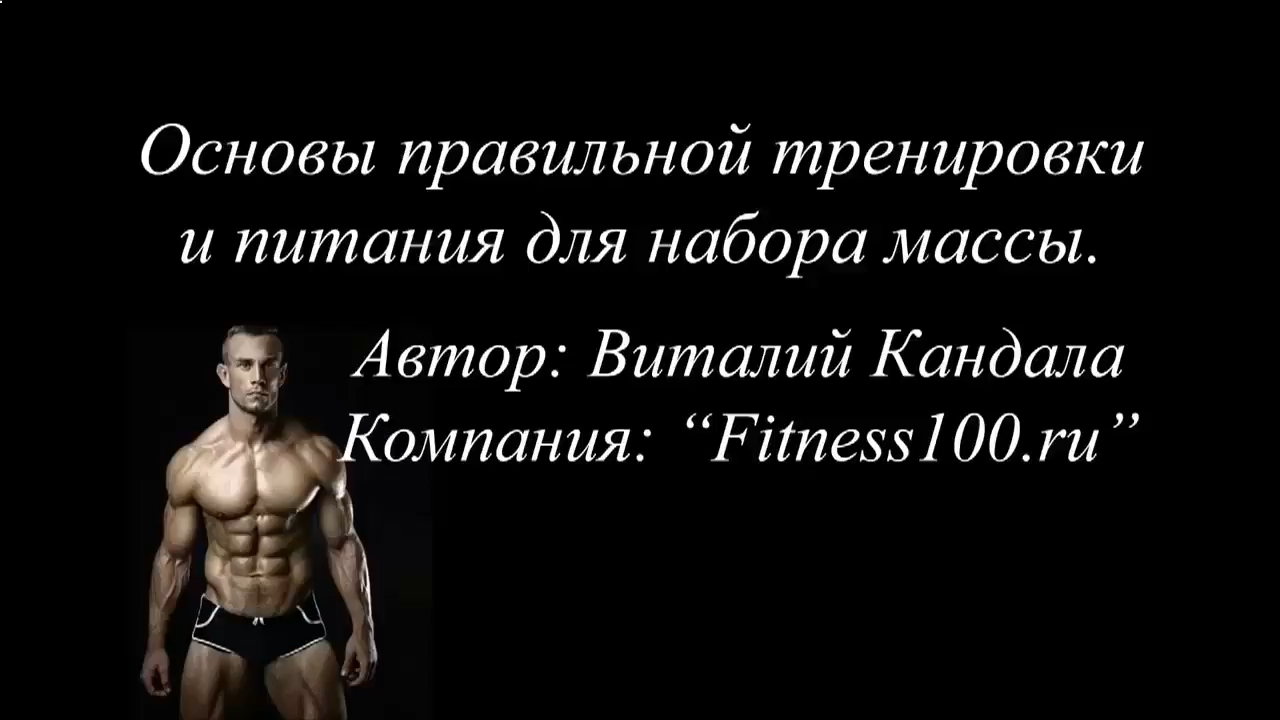 Основы правильной тренировки
и питания для набора массы.
Автор: Виталий Кандала
Компания: “Fitness100.ru”